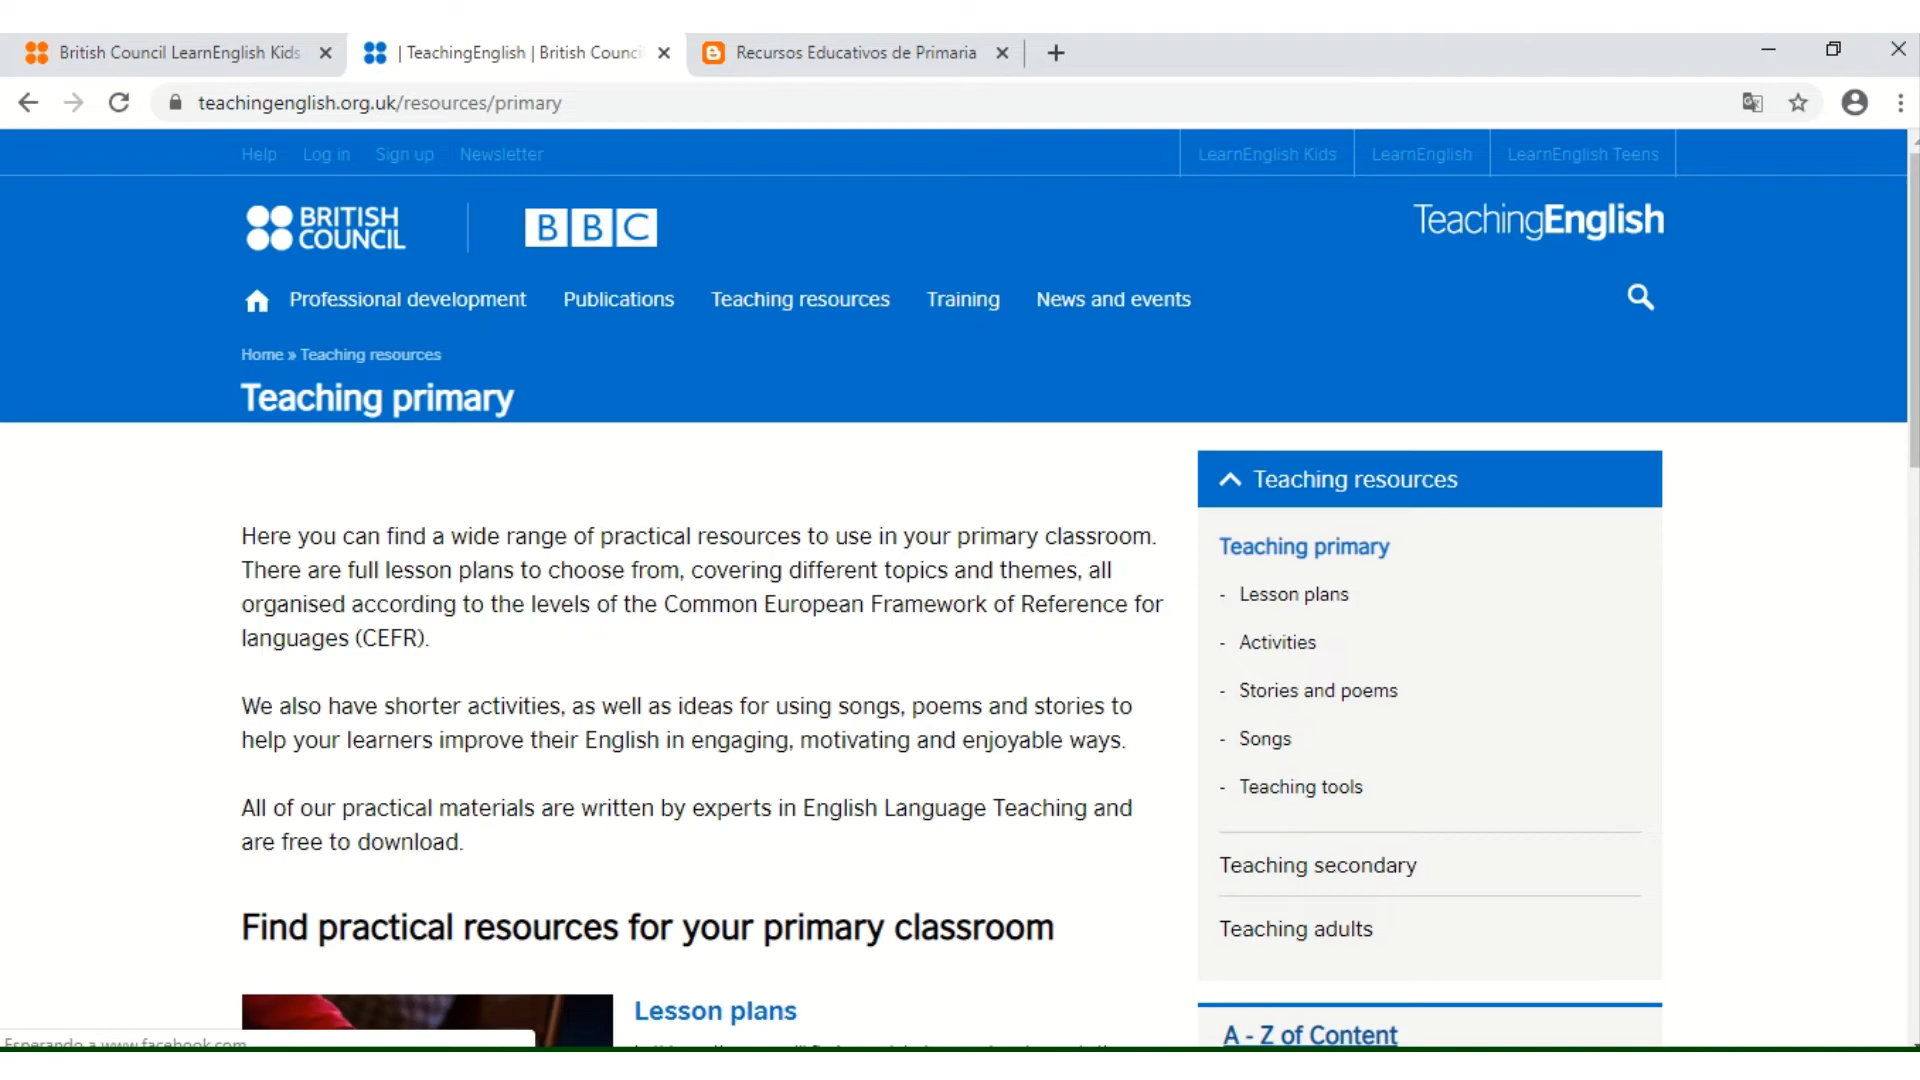 British Council LearnEnglish Kids
| TeachingEnglish | British Counci
Recursos Educativos de Primaria
teachingenglish.org.uk/resources/primary
Help Log in Sign up Newsletter
LearnEnglish Kids LearnEnglish LearnEnglish Teens
BRITISH
COUNCIL
BBC
TeachingEnglish
Professional development Publications Teaching resources Training News and events
Home » Teaching resources
Teaching primary
Here you can find a wide range of practical resources to use in your primary classroom.
There are full lesson plans to choose from, covering different topics and themes, all
organised according to the levels of the Common European Framework of Reference for
languages (CEFR).
We also have shorter activities, as well as ideas for using songs, poems and stories to
help your learners improve their English in engaging, motivating and enjoyable ways.
All of our practical materials are written by experts in English Language Teaching and
are free to download.
Find practical resources for your primary classroom
Lesson plans
Teaching resources
Teaching primary
- Lesson plans
- Activities
- Stories and poems
- Songs
- Teaching tools
Teaching secondary
Teaching adults
A - Z of Content
Esperando a www.facebook.com